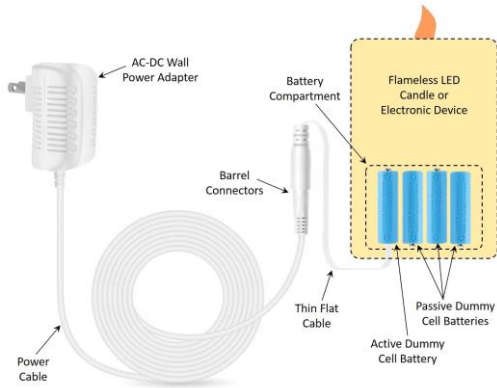 AC-DC Wall
Power Adapter
Battery
Compartment
Flameless LED
Candle or
Electronic Device
Barrel
Connectors
Thin Flat
Cable
Passive Dummy
Cell Batteries
Active Dummy
Cell Battery
Power
Cable